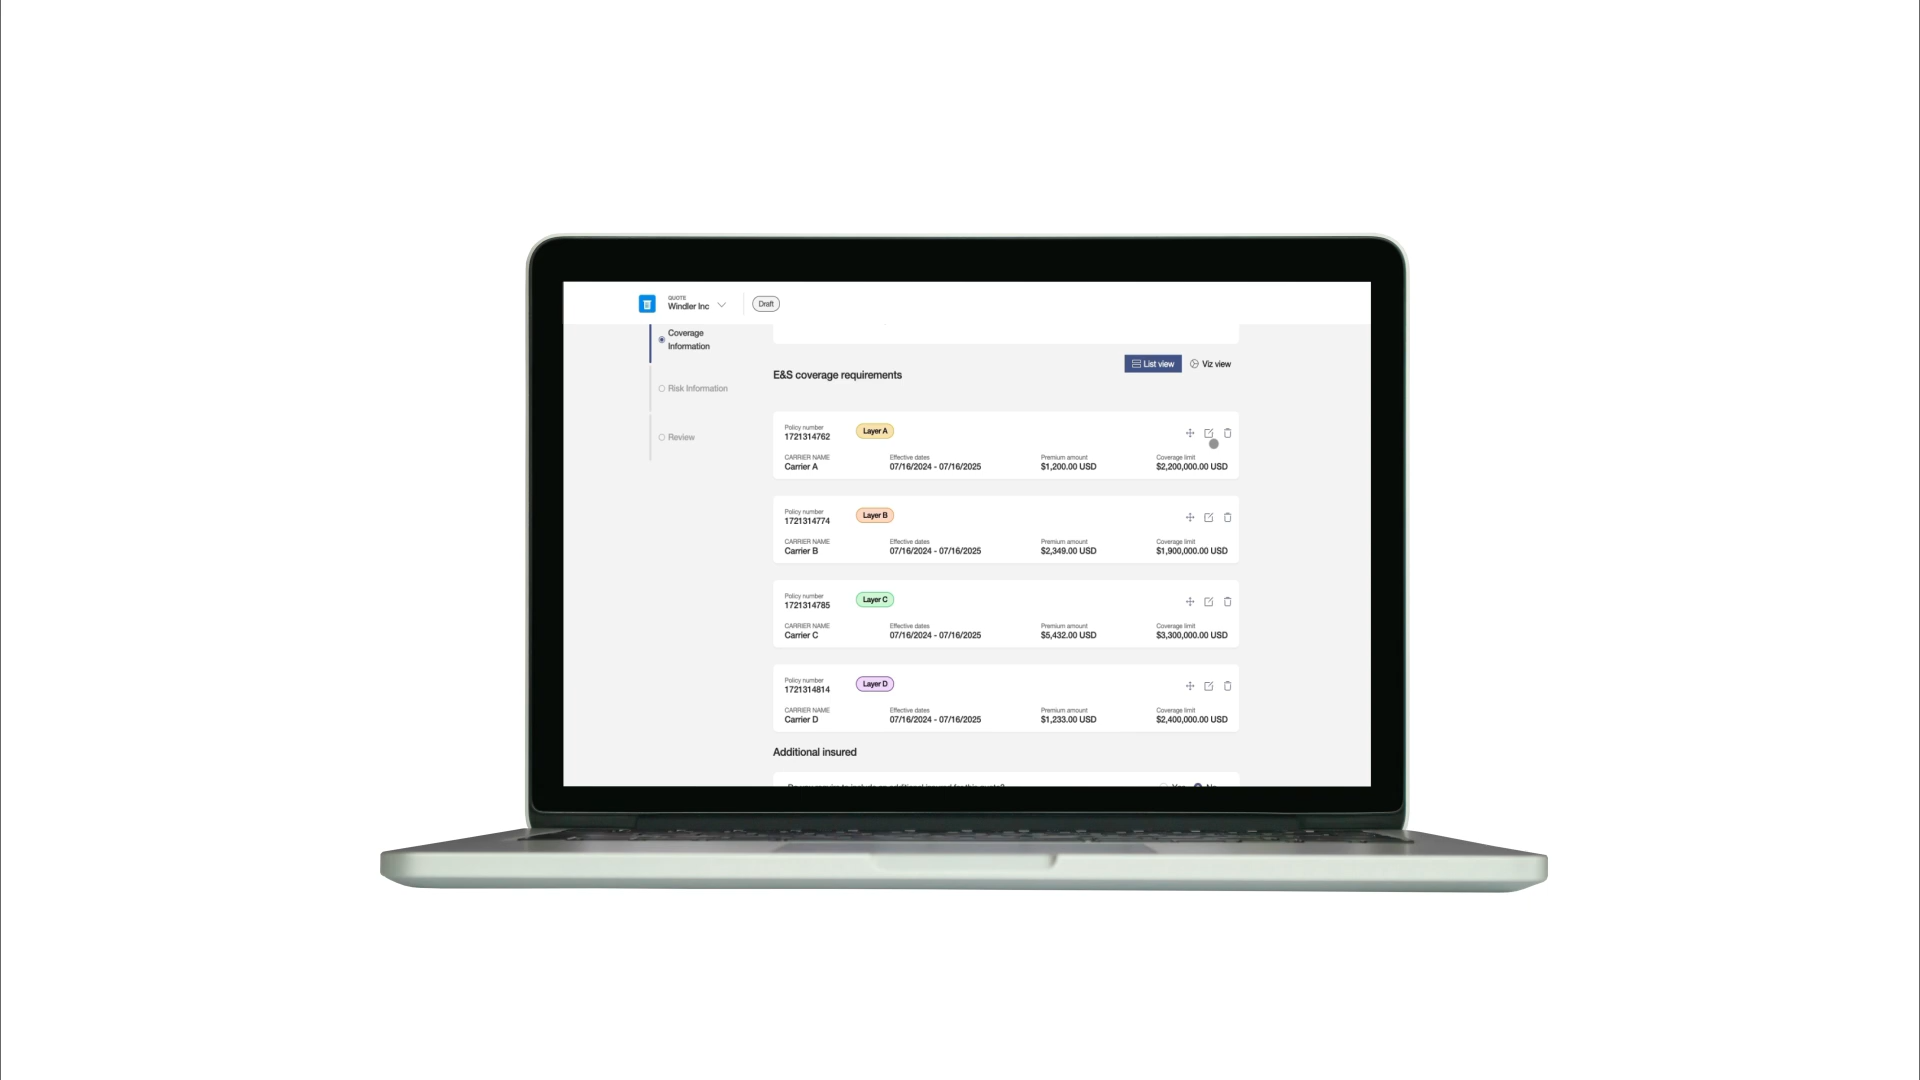 QUOTE
Windler Inc
Draft
Coverage
Information
Risk Information
Review
List view
Viz view
E&S coverage requirements
Policy number
1721314762
Layer A
CARRIER NAME
Carrier A
Effective dates
07/16/2024 - 07/16/2025
Premium amount
$1,200.00 USD
Coverage limit
$2,200,000.00 USD
Policy number
1721314774
Layer B
CARRIER NAME
Carrier B
Effective dates
07/16/2024 - 07/16/2025
Premium amount
$2,349.00 USD
Coverage limit
$1,900,000.00 USD
Policy number
1721314785
Layer C
CARRIER NAME
Carrier C
Effective dates
07/16/2024 - 07/16/2025
Premium amount
$5,432.00 USD
Coverage limit
$3,300,000.00 USD
Policy number
1721314814
Layer D
CARRIER NAME
Carrier D
Effective dates
07/16/2024 - 07/16/2025
Premium amount
$1,233.00 USD
Coverage limit
$2,400,000.00 USD
Additional insured